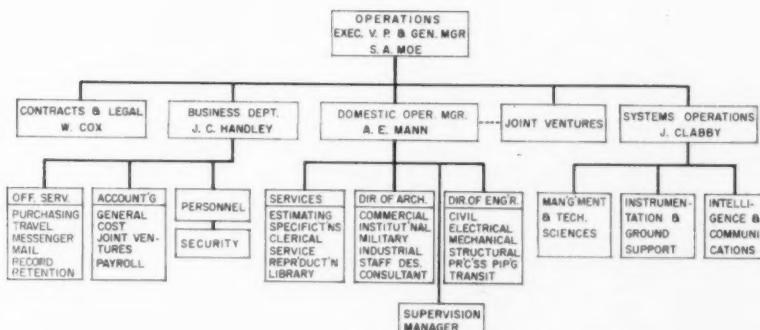 OPERATIONS
EXEC. V. P. & GEN. MGR
S. A. MOE
CONTRACTS & LEGAL
W. COX
BUSINESS DEPT.
J. C. HANDLEY
DOMESTIC OPER. MGR.
A. E. MANN
JOINT VENTURES
SYSTEMS OPERATIONS
J. CLABBY
OFF. SERV.
PURCHASING
TRAVEL
MESSENGER
MAIL
RECORD
RETENTION
ACCOUNT'G
GENERAL
COST
JOINT VEN-
TURES
PAYROLL
PERSONNEL
SECURITY
SERVICES
ESTIMATING
SPECIFICT'NS
CLERICAL
SERVICE
REPR'DUCT'N
LIBRARY
DIR OF ARCH.
COMMERCIAL
INSTITUT'NAL
MILITARY
INDUSTRIAL
STAFF DES.
CONSULTANT
DIR. OF ENG'R.
CIVIL
ELECTRICAL
MECHANICAL
STRUCTURAL
PR'C'SS PIP'G
TRANSIT
MAN'G'MENT
& TECH.
SCIENCES
INSTRUMEN-
TATION &
GROUND
SUPPORT
INTELLI-
GENCE &
COMMUNI-
CATIONS
SUPERVISION
MANAGER